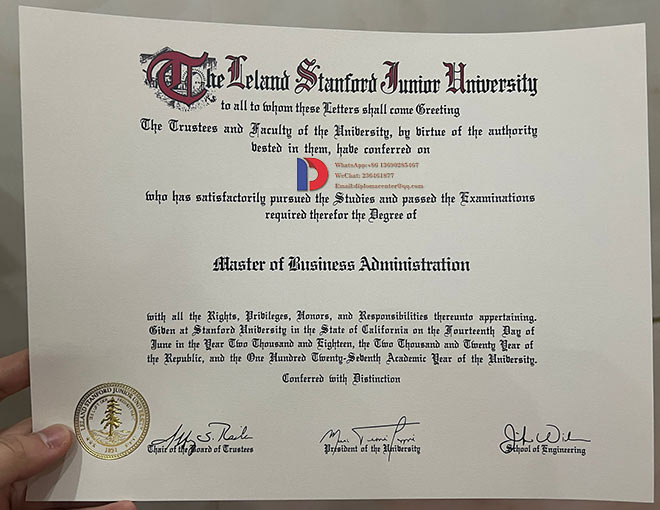 The Leland Stanford Junior University
to all to whom these Letters shall come Greeting
The Trustees and Faculty of the University, by virtue of the authority
vested in them, have conferred on
WhatsApp:+86 13690285467
WeChat: 236461877
Email:diplomacenter@qq.com
who has satisfactorily pursued the Studies and passed the Examinations
required therefor the Degree of
Master of Business Administration
with all the Rights, Privileges, Honors, and Responsibilities thereunto appertaining.
Given at Stanford University in the State of California on the Fourteenth Day of
June in the Year Two Thousand and Eighteen, the Two Thousand and Twenty Year of
the Republic, and the One Hundred Twenty-Seventh Academic Year of the University.
Conferred with Distinction
LELAND STANFORD JUNIOR UNIVERSITY
1891
Chair of the Board of Trustees
President of the University
School of Engineering